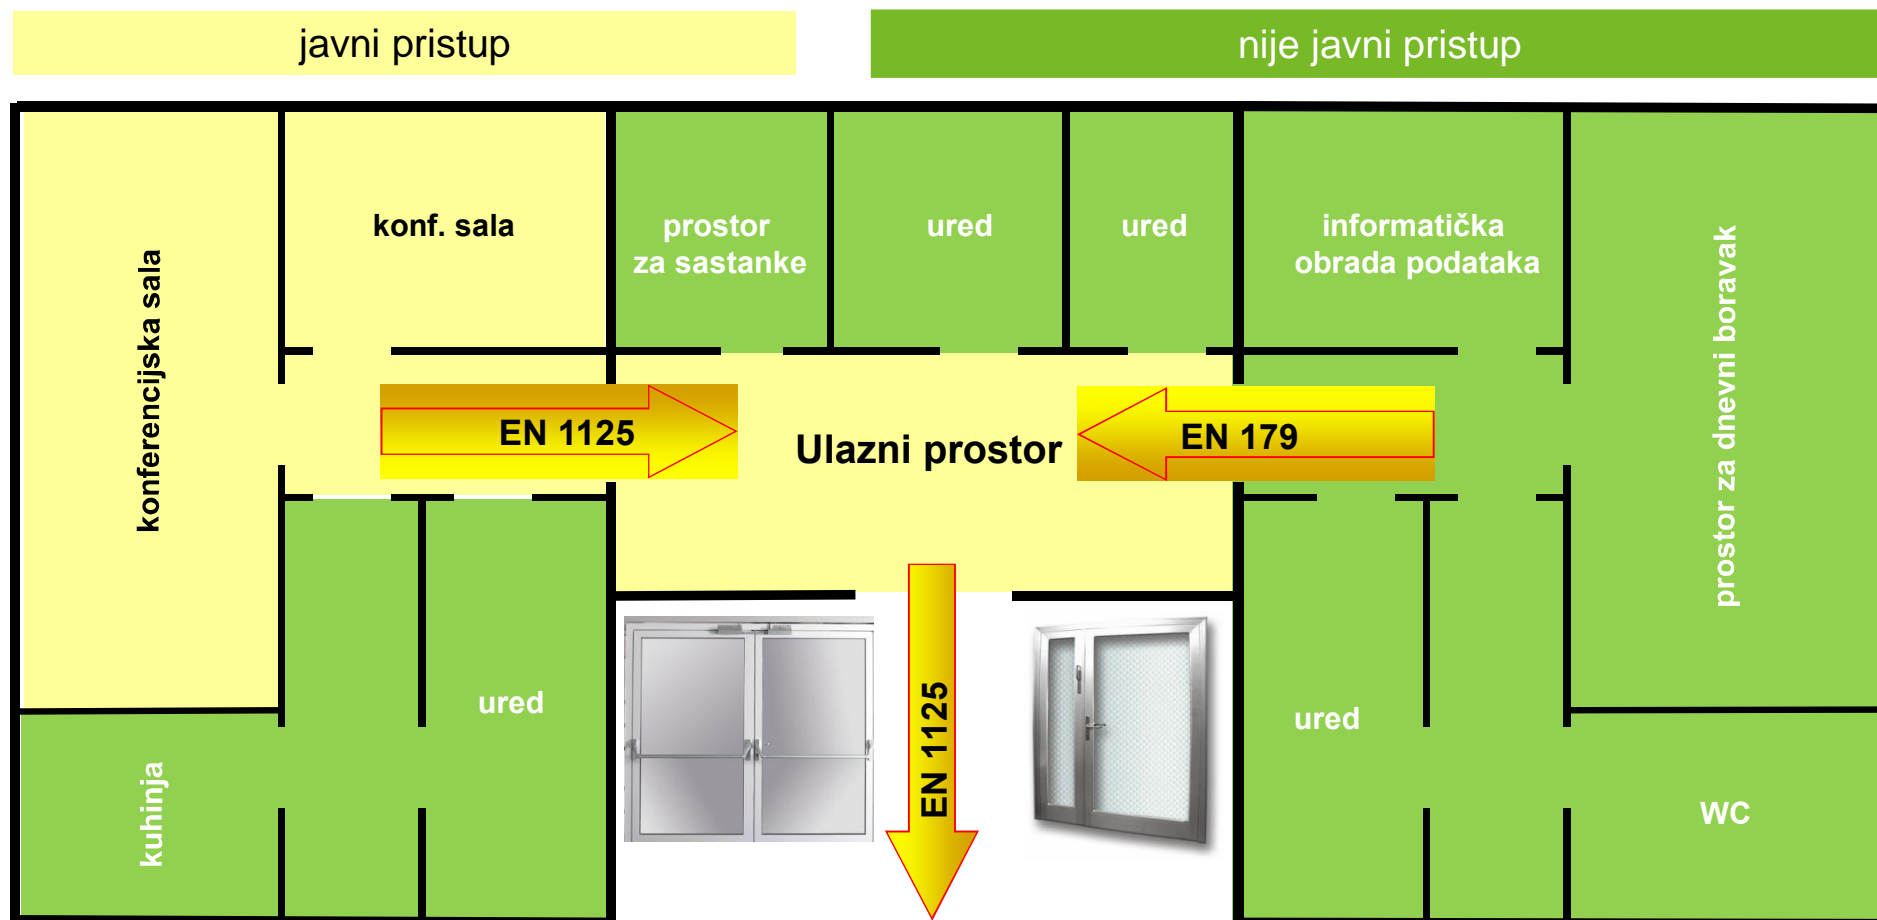 javni pristup
nije javni pristup
konferencijska sala
konf. sala
prostor
za sastanke
ured
ured
informatička
obrada podataka
prostor za dnevni boravak
EN 1125
Ulazni prostor
EN 179
kuhinja
ured
EN 1125
ured
WC